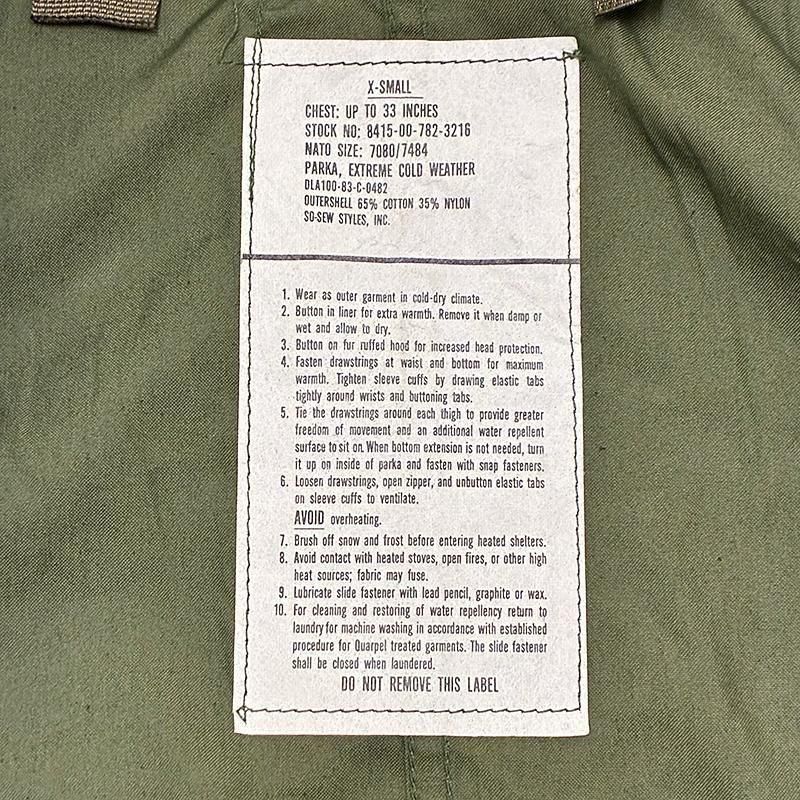 X-SMALL
CHEST: UP TO 33 INCHES
STOCK NO: 8415-00-782-3216
NATO SIZE: 7080/7484
PARKA, EXTREME COLD WEATHER
DLA100-83-C-0482
OUTERSHELL 65% COTTON 35% NYLON
SO-SEW STYLES, INC.
1. Wear as outer garment in cold-dry climate.
2. Button in liner for extra warmth. Remove it when damp or
wet and allow to dry.
3. Button on fur ruffed hood for increased head protection.
4. Fasten drawstrings at waist and bottom for maximum
warmth. Tighten sleeve cuffs by drawing elastic tabs
tightly around wrists and buttoning tabs.
5. Tie the drawstrings around each thigh to provide greater
freedom of movement and an additional water repellent
surface to sit on. When bottom extension is not needed, turn
it up on inside of parka and fasten with snap fasteners.
6. Loosen drawstrings, open zipper, and unbutton elastic tabs
on sleeve cuffs to ventilate.
AVOID overheating.
7. Brush off snow and frost before entering heated shelters.
8. Avoid contact with heated stoves, open fires, or other high
heat sources; fabric may fuse.
9. Lubricate slide fastener with lead pencil, graphite or wax.
10. For cleaning and restoring of water repellency return to
laundry for machine washing in accordance with established
procedure for Quarpel treated garments. The slide fastener
shall be closed when laundered.
DO NOT REMOVE THIS LABEL